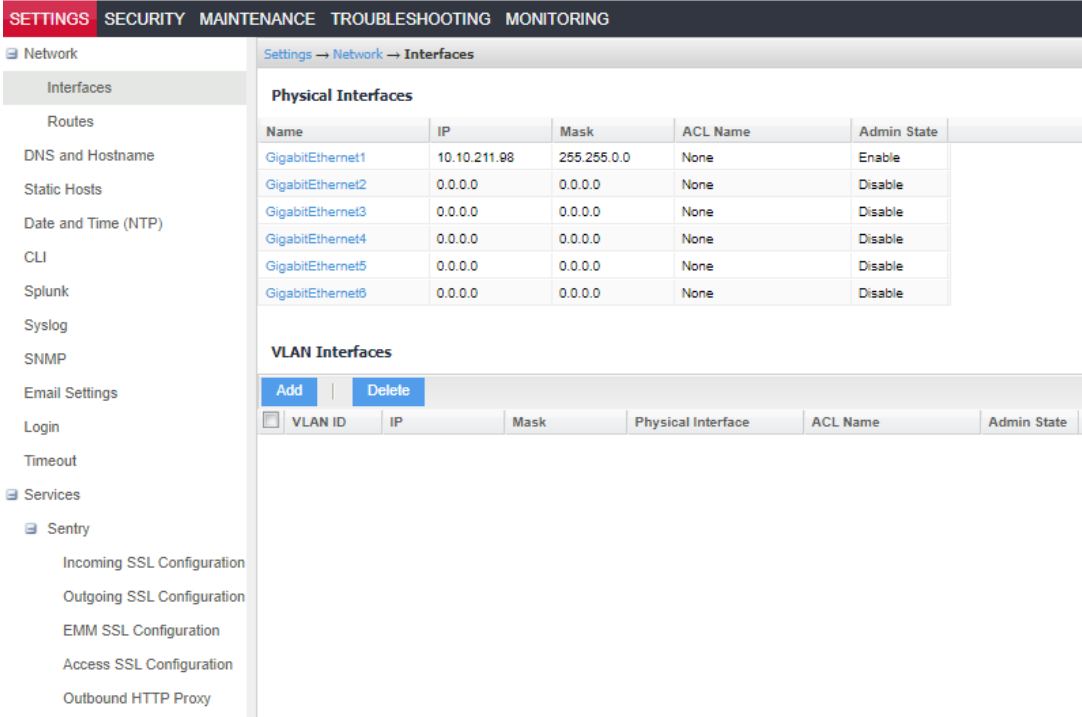 SETTINGS SECURITY MAINTENANCE TROUBLESHOOTING MONITORING
Network
Interfaces
Routes
DNS and Hostname
Static Hosts
Date and Time (NTP)
CLI
Splunk
Syslog
SNMP
Email Settings
Login
Timeout
Services
Sentry
Incoming SSL Configuration
Outgoing SSL Configuration
EMM SSL Configuration
Access SSL Configuration
Outbound HTTP Proxy
Settings → Network → Interfaces
Physical Interfaces
Name IP Mask ACL Name Admin State
GigabitEthernet1 10.10.211.98 255.255.0.0 None Enable
GigabitEthernet2 0.0.0.0 0.0.0.0 None Disable
GigabitEthernet3 0.0.0.0 0.0.0.0 None Disable
GigabitEthernet4 0.0.0.0 0.0.0.0 None Disable
GigabitEthernet5 0.0.0.0 0.0.0.0 None Disable
GigabitEthernet6 0.0.0.0 0.0.0.0 None Disable
VLAN Interfaces
Add | Delete
VLAN ID IP Mask Physical Interface ACL Name Admin State